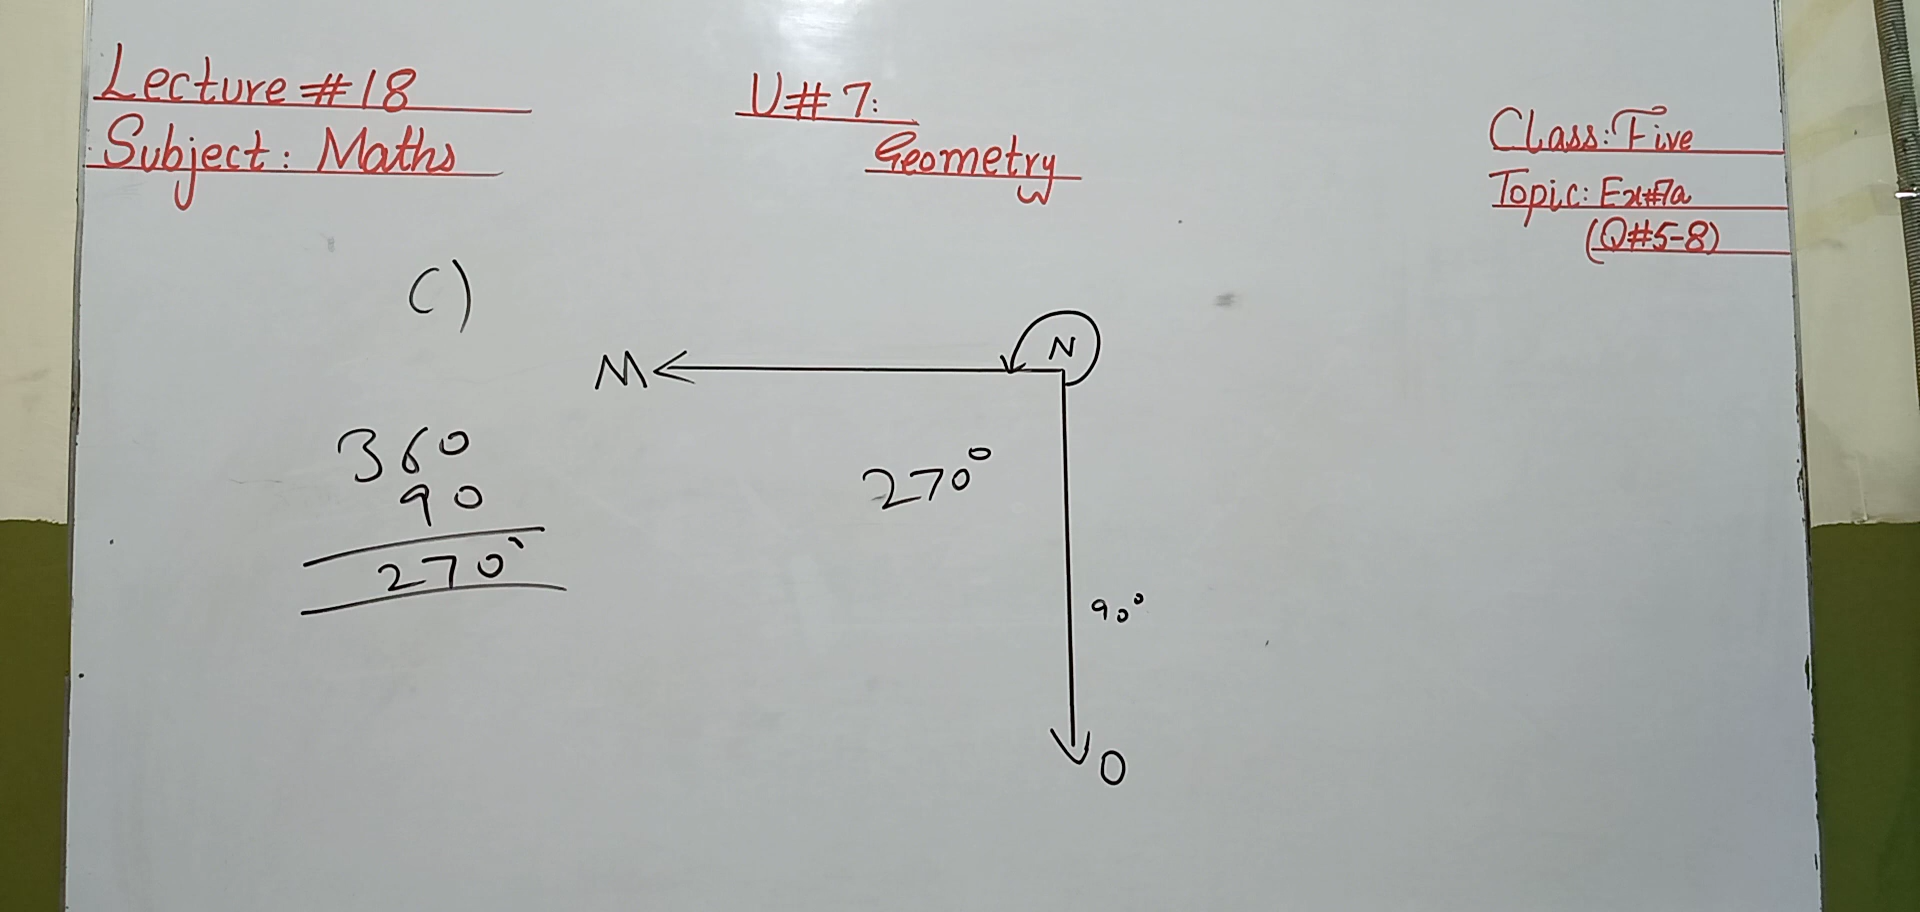 Lecture # 18
Subject: Maths
U# 7:
Geometry
Class: Five
Topic: Ex#7a
(Q#5-8)
C)
N
M
360
90
270°
270°
90°
O